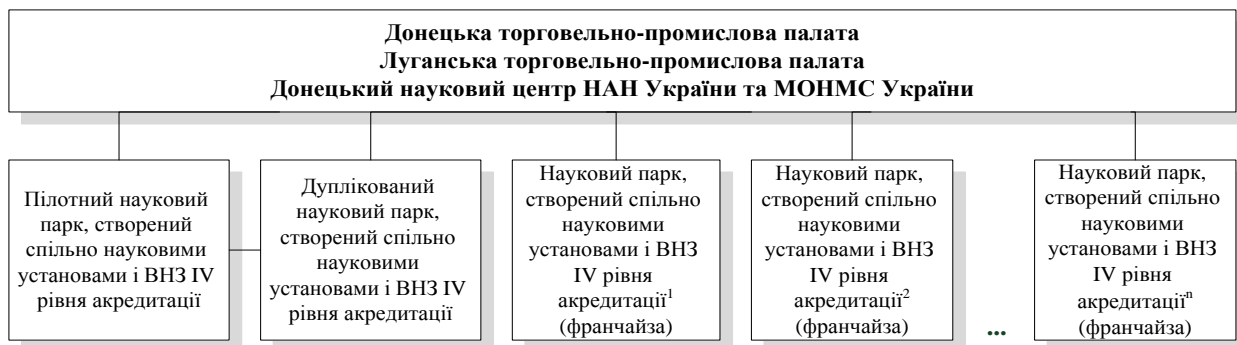 Донецька торговельно-промислова палата
Луганська торговельно-промислова палата
Донецький науковий центр НАН України та МОНМС України
Пілотний науковий
парк, створений
спільно науковими
установами і ВНЗ IV
рівня акредитації
Дуплікований
науковий парк,
створений спільно
науковими
установами і ВНЗ IV
рівня акредитації
Науковий парк,
створений спільно
науковими
установами і ВНЗ
IV рівня
акредитації¹
(франчайза)
Науковий парк,
створений спільно
науковими
установами і ВНЗ
IV рівня
акредитації²
(франчайза)
...
Науковий парк,
створений спільно
науковими
установами і ВНЗ
IV рівня
акредитаціїⁿ
(франчайза)